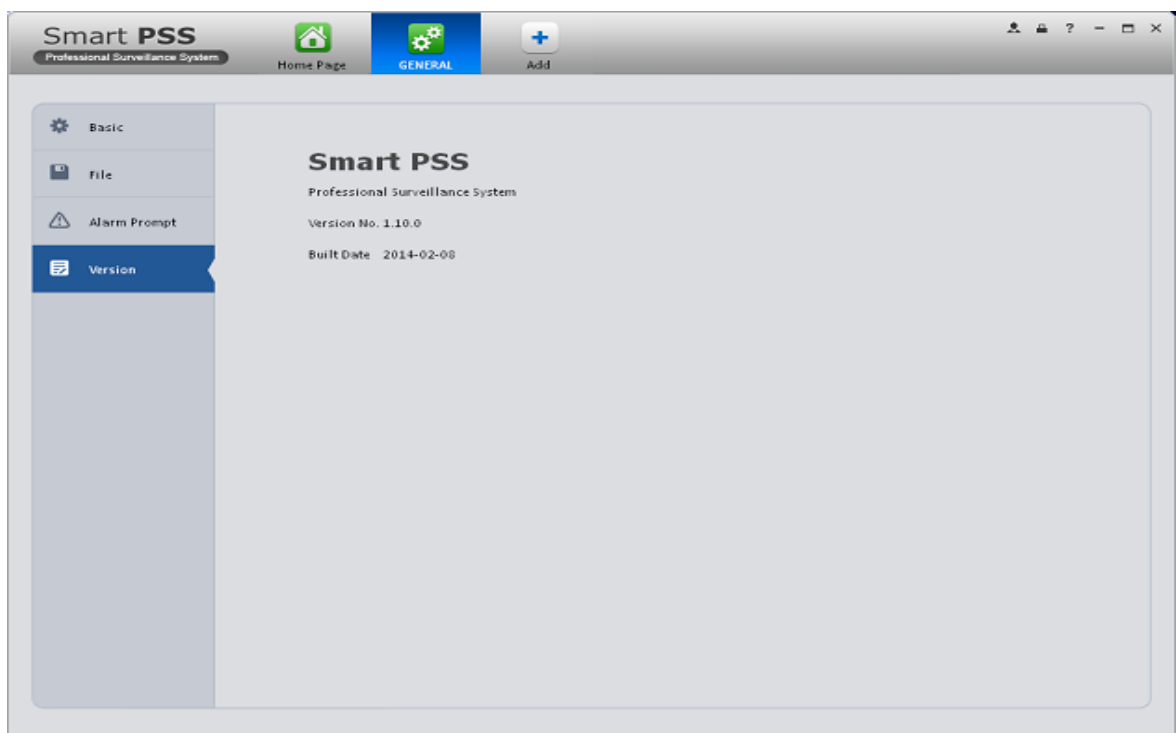 Smart PSS
Professional Surveillance System
Home Page
GENERAL
Add
?
Basic
File
Alarm Prompt
Version
Smart PSS
Professional Surveillance System
Version No. 1.10.0
Built Date 2014-02-08